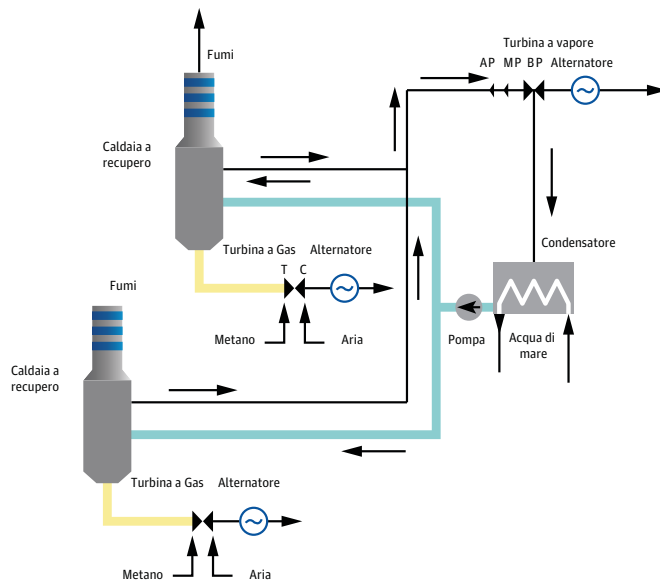 Fumi
Turbina a vapore
AP MP BP Alternatore
Caldaia a
recupero
Turbina a Gas Alternatore
T C
Condensatore
Fumi
Metano Aria
Pompa
Acqua di
mare
Caldaia a
recupero
Turbina a Gas Alternatore
Metano Aria